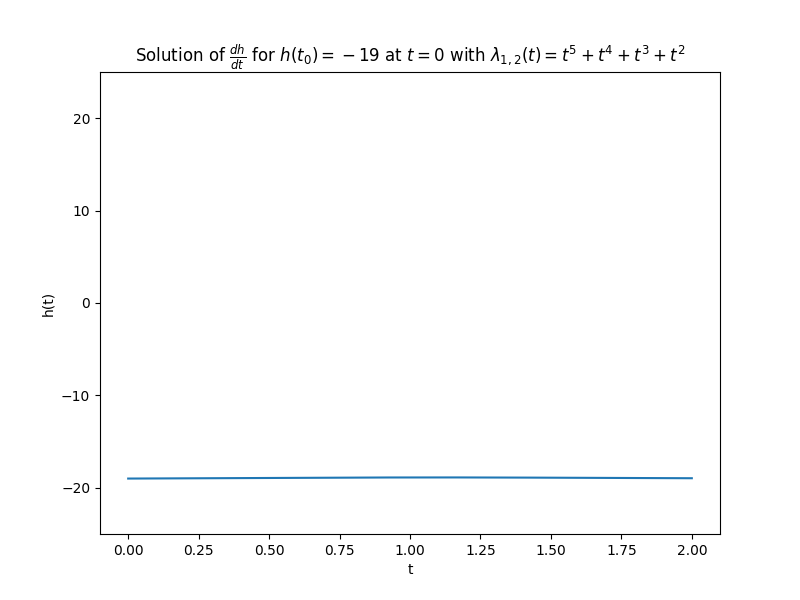 Solution of $\frac{dh}{dt}$ for $h(t_0) = -19$ at $t = 0$ with $\lambda_{1,2}(t) = t^5 + t^4 + t^3 + t^2$
20
10
0
−10
−20
h(t)
0.00 0.25 0.50 0.75 1.00 1.25 1.50 1.75 2.00
t